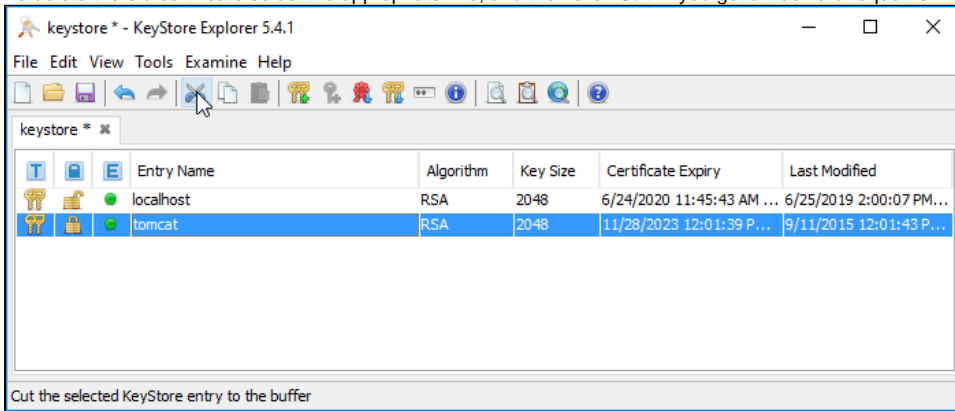 keystore * - KeyStore Explorer 5.4.1
File Edit View Tools Examine Help
keystore *
T E Entry Name Algorithm Key Size Certificate Expiry Last Modified
localhost RSA 2048 6/24/2020 11:45:43 AM ... 6/25/2019 2:00:07 PM...
tomcat RSA 2048 11/28/2023 12:01:39 P... 9/11/2015 12:01:43 P...
Cut the selected KeyStore entry to the buffer